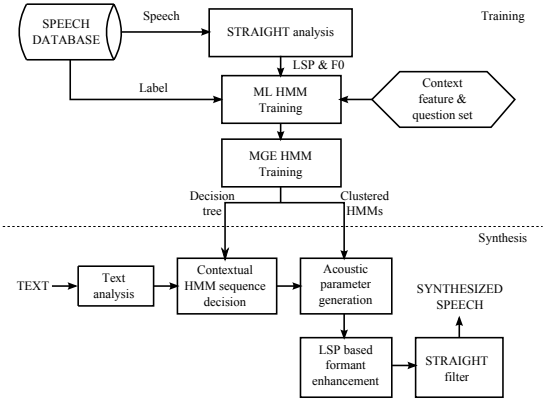 SPEECH
DATABASE
Speech
STRAIGHT analysis
Training
LSP & F0
Label
ML HMM
Training
Context
feature &
question set
MGE HMM
Training
Decision
tree
Clustered
HMMs
Synthesis
TEXT
Text
analysis
Contextual
HMM sequence
decision
Acoustic
parameter
generation
SYNTHESIZED
SPEECH
LSP based
formant
enhancement
STRAIGHT
filter